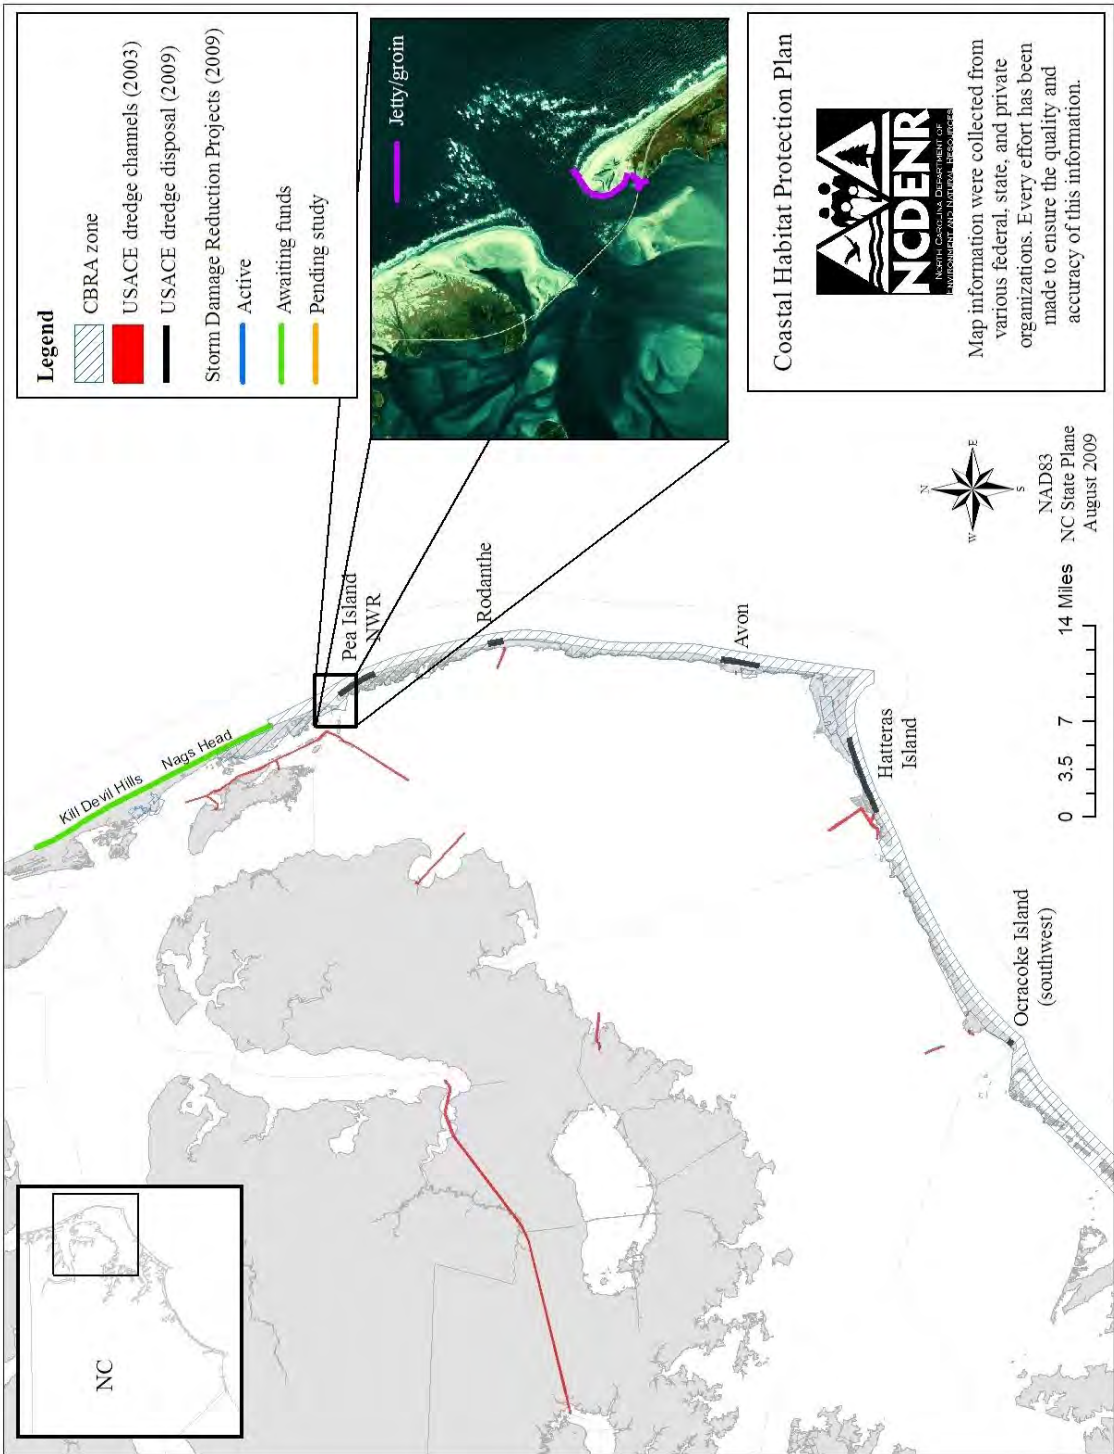 NC
Kill Devil Hills
Nags Head
Pea Island
NWR
Rodanthe
Avon
Hatteras
Island
Ocracoke Island
(southwest)
Legend
CBRA zone
USACE dredge channels (2003)
USACE dredge disposal (2009)
Storm Damage Reduction Projects (2009)
Active
Awaiting funds
Pending study
Jetty/groin
N
W
E
S
0 3.5 7 14 Miles
NAD83
NC State Plane
August 2009
Coastal Habitat Protection Plan
NCDENR
NORTH CAROLINA DEPARTMENT OF
ENVIRONMENT AND NATURAL RESOURCES
Map information were collected from
various federal, state, and private
organizations. Every effort has been
made to ensure the quality and
accuracy of this information.